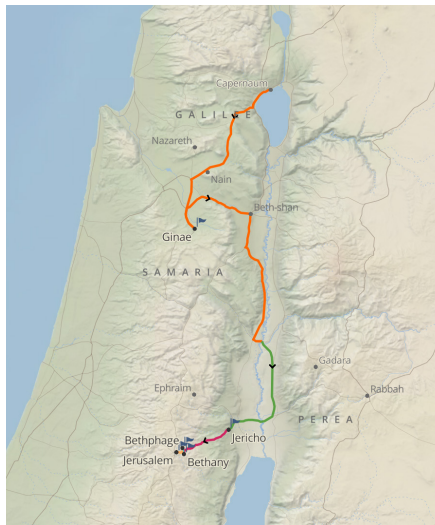 Capernaum
GALILEE
Nazareth
Nain
Beth-shan
Ginae
SAMARIA
Gadara
Ephraim
Rabbah
PEREA
Bethphage
Jericho
Jerusalem
Bethany